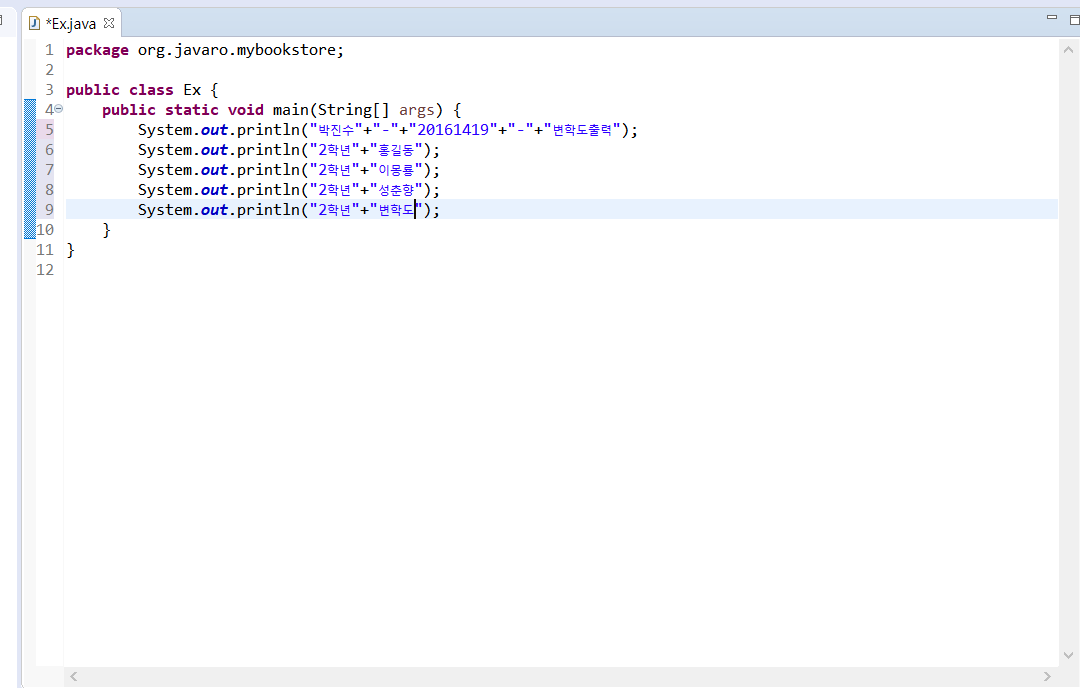 *Ex.java
1 package org.javaro.mybookstore;
2
3 public class Ex {
4     public static void main(String[] args) {
5         System.out.println("박진수"+"-"+"20161419"+"-"+"변학도출력");
6         System.out.println("2학년"+"홍길동");
7         System.out.println("2학년"+"이몽룡");
8         System.out.println("2학년"+"성춘향");
9         System.out.println("2학년"+"변학도");
10     }
11 }
12